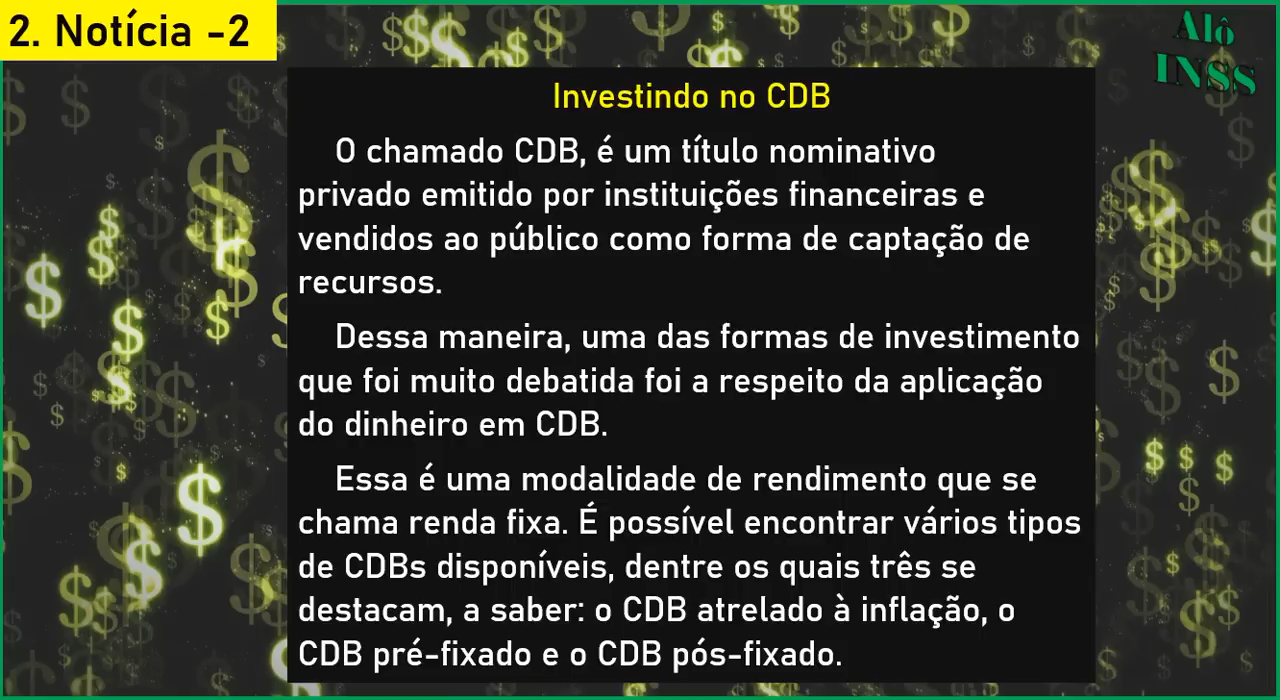 2. Notícia -2
Alô
INSS
Investindo no CDB
O chamado CDB, é um título nominativo
privado emitido por instituições financeiras e
vendidos ao público como forma de captação de
recursos.
Dessa maneira, uma das formas de investimento
que foi muito debatida foi a respeito da aplicação
do dinheiro em CDB.
Essa é uma modalidade de rendimento que se
chama renda fixa. É possível encontrar vários tipos
de CDBs disponíveis, dentre os quais três se
destacam, a saber: o CDB atrelado à inflação, o
CDB pré-fixado e o CDB pós-fixado.